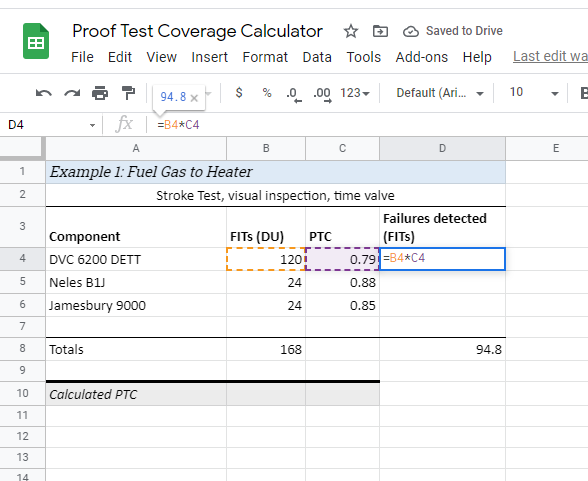 Proof Test Coverage Calculator Saved to Drive
File Edit View Insert Format Data Tools Add-ons Help Last edit wa
94.8 × $ % .0 .00 123 Default (Ari... 10 B
D4 fx =B4*C4
A B C D E
1 Example 1: Fuel Gas to Heater
2 Stroke Test, visual inspection, time valve
3 Component FITs (DU) PTC Failures detected (FITs)
4 DVC 6200 DETT 120 0.79 =B4*C4
5 Neles B1J 24 0.88
6 Jamesbury 9000 24 0.85
7
8 Totals 168 94.8
9
10 Calculated PTC
11
12
13
14